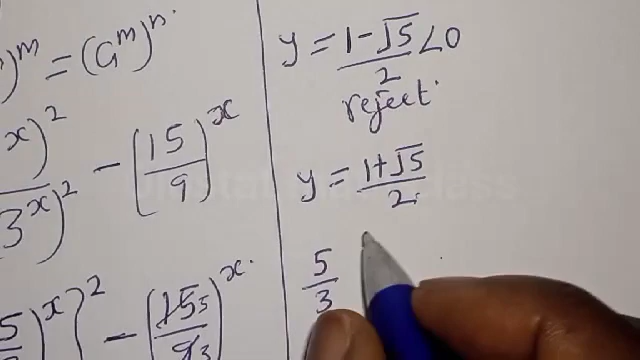 )^m = (a^m)^n.
x)^2 / 3^x)^2 - (15/9)^x
5/3)^x)^2 - (15 5/9 3)^x.
y = 1-√5/2 < 0
reject.
y = 1+√5/2
5/3